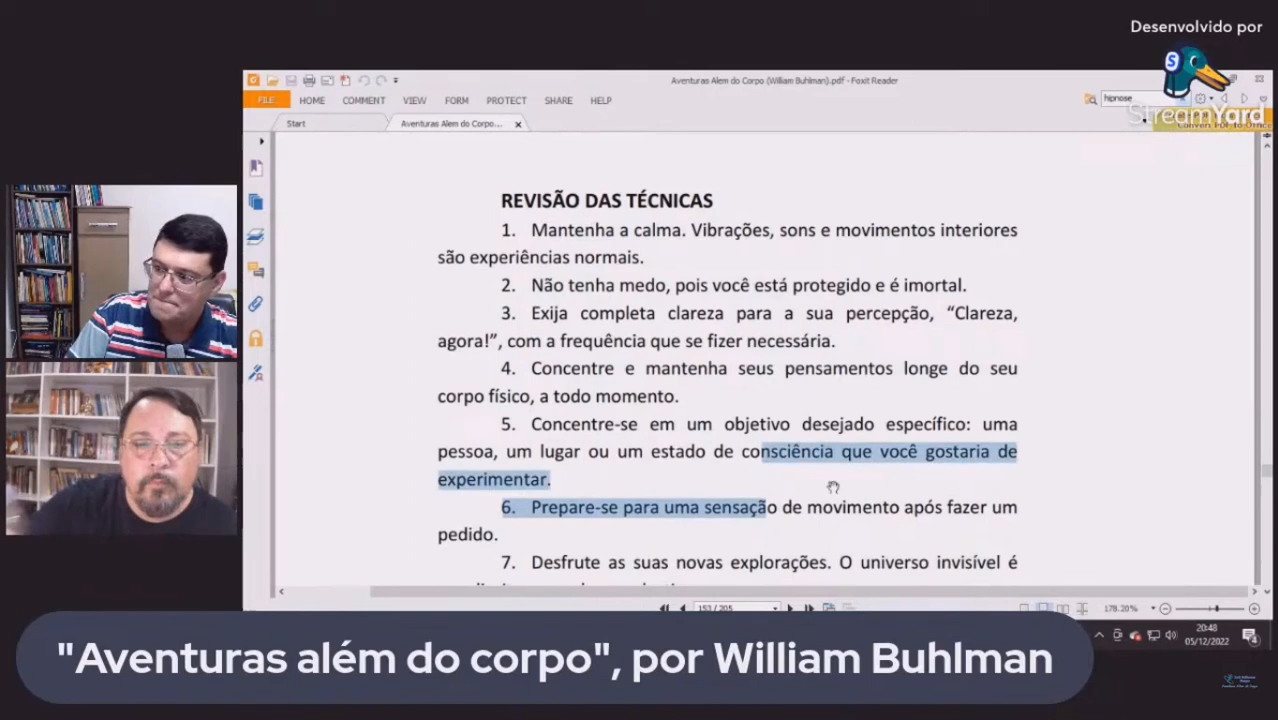 Desenvolvido por
S
StreamYard
Aventuras Alem do Corpo (William Buhlman).pdf - Foxit Reader
FILE HOME COMMENT VIEW FORM PROTECT SHARE HELP
hipnose
Start
Aventuras Alem do Corpo...
REVISÃO DAS TÉCNICAS
1. Mantenha a calma. Vibrações, sons e movimentos interiores
são experiências normais.
2. Não tenha medo, pois você está protegido e é imortal.
3. Exija completa clareza para a sua percepção, “Clareza,
agora!”, com a frequência que se fizer necessária.
4. Concentre e mantenha seus pensamentos longe do seu
corpo físico, a todo momento.
5. Concentre-se em um objetivo desejado específico: uma
pessoa, um lugar ou um estado de consciência que você gostaria de
experimentar.
6. Prepare-se para uma sensação de movimento após fazer um
pedido.
7. Desfrute as suas novas explorações. O universo invisível é
153 / 205
178.20%
20:48
05/12/2022
"Aventuras além do corpo", por William Buhlman